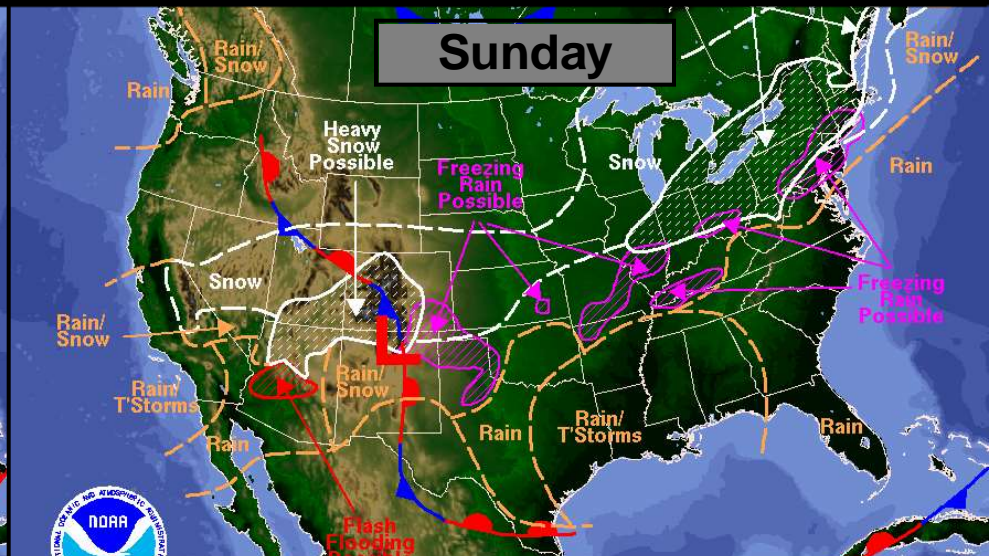 Sunday
Rain/
Snow
Rain
Heavy
Snow
Possible
Freezing
Rain
Possible
Snow
Rain/
Snow
Rain
Snow
Freezing
Rain
Possible
Rain/
Snow
Rain/
Snow
Rain/
T'Storms
Rain
Rain
Rain/
T'Storms
Rain
L
Flash
Flooding
NOAA